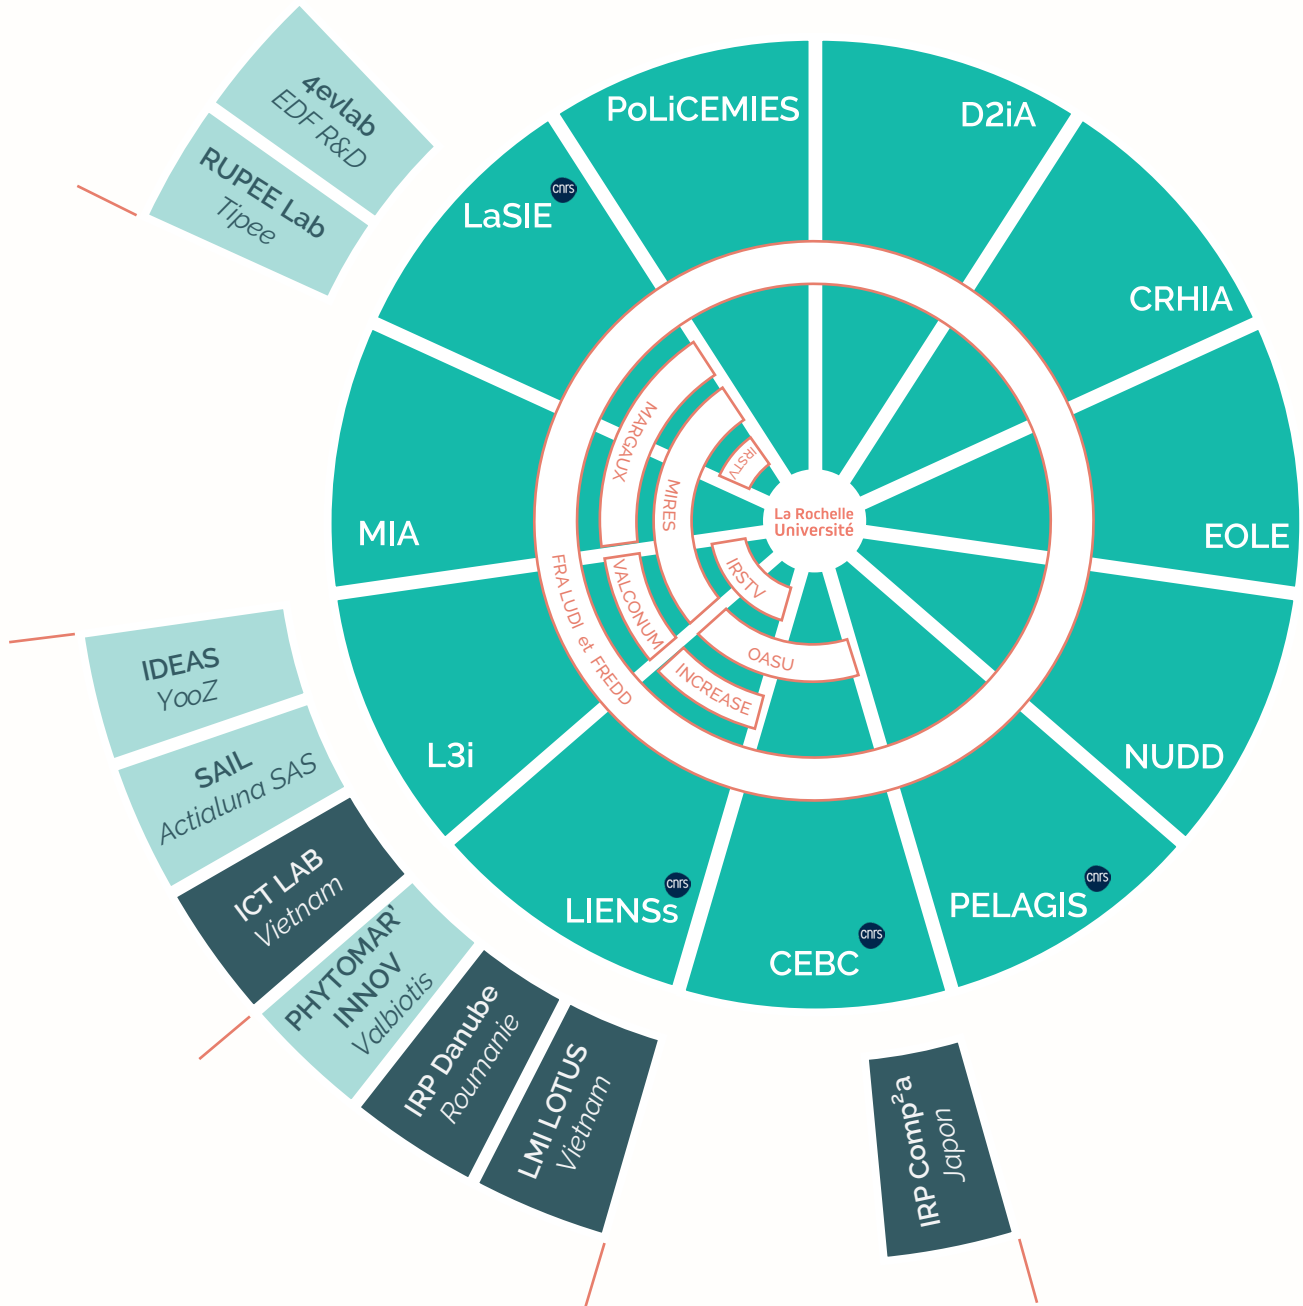 4evlab
EDF R&D
RUPEE Lab
Tipee
PoLiCEMIES
D2iA
cnrs
LaSIE
CRHIA
MIA
EOLE
MARGAUX
MIRES
IRSTV
La Rochelle
Université
IRSTV
VALCONUM
FRALUDI et FREDD
OASU
INCREASE
L3i
NUDD
cnrs
LIENSs
cnrs
CEBC
cnrs
PELAGIS
IDEAS
YooZ
SAIL
Actialuna SAS
ICT LAB
Vietnam
PHYTOMAR'
INNOV
Valbiotis
IRP Danube
Roumanie
LMI LOTUS
Vietnam
IRP Comp²a
Japon